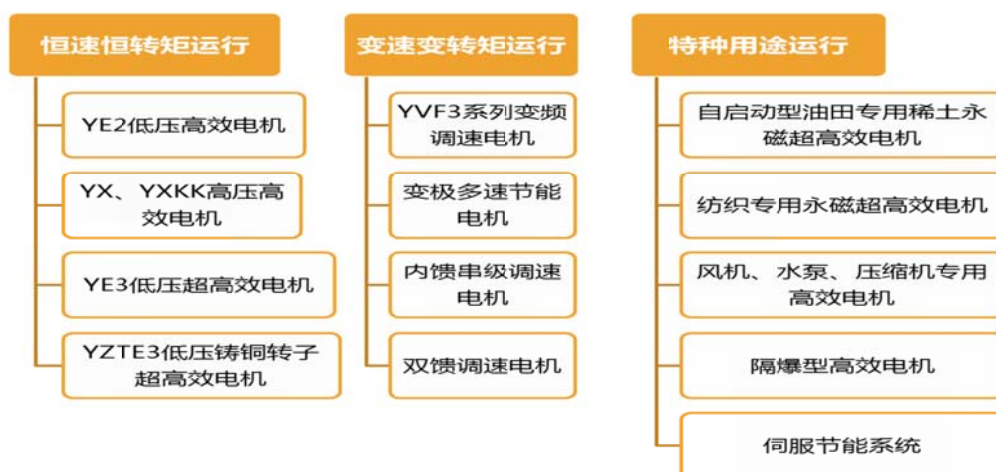 恒速恒转矩运行
YE2低压高效电机
YX、YXKK高压高
效电机
YE3低压超高效电机
YZTE3低压铸铜转子
超高效电机
变速变转矩运行
YVF3系列变频
调速电机
变极多速节能
电机
内馈串级调速
电机
双馈调速电机
特种用途运行
自启动型油田专用稀土永
磁超高效电机
纺织专用永磁超高效电机
风机、水泵、压缩机专用
高效电机
隔爆型高效电机
伺服节能系统